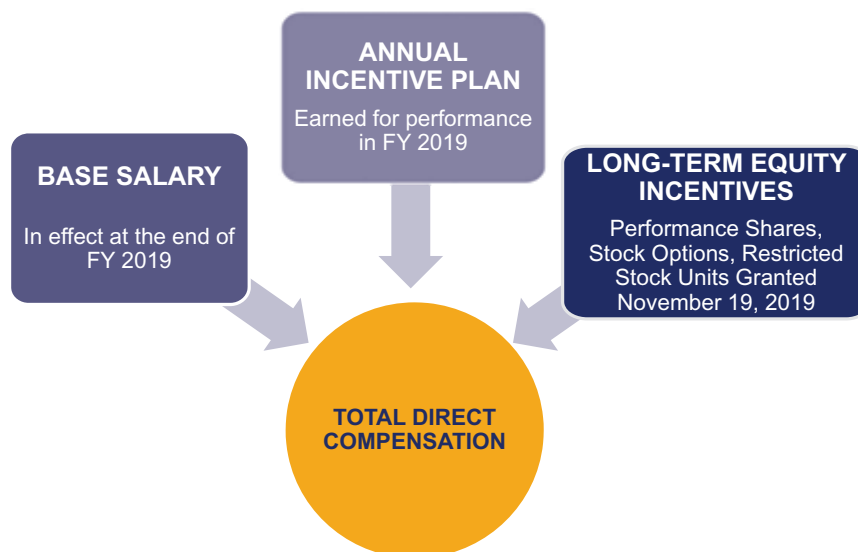 ANNUAL
INCENTIVE PLAN
Earned for performance
in FY 2019
BASE SALARY
In effect at the end of
FY 2019
LONG-TERM EQUITY
INCENTIVES
Performance Shares,
Stock Options, Restricted
Stock Units Granted
November 19, 2019
TOTAL DIRECT
COMPENSATION